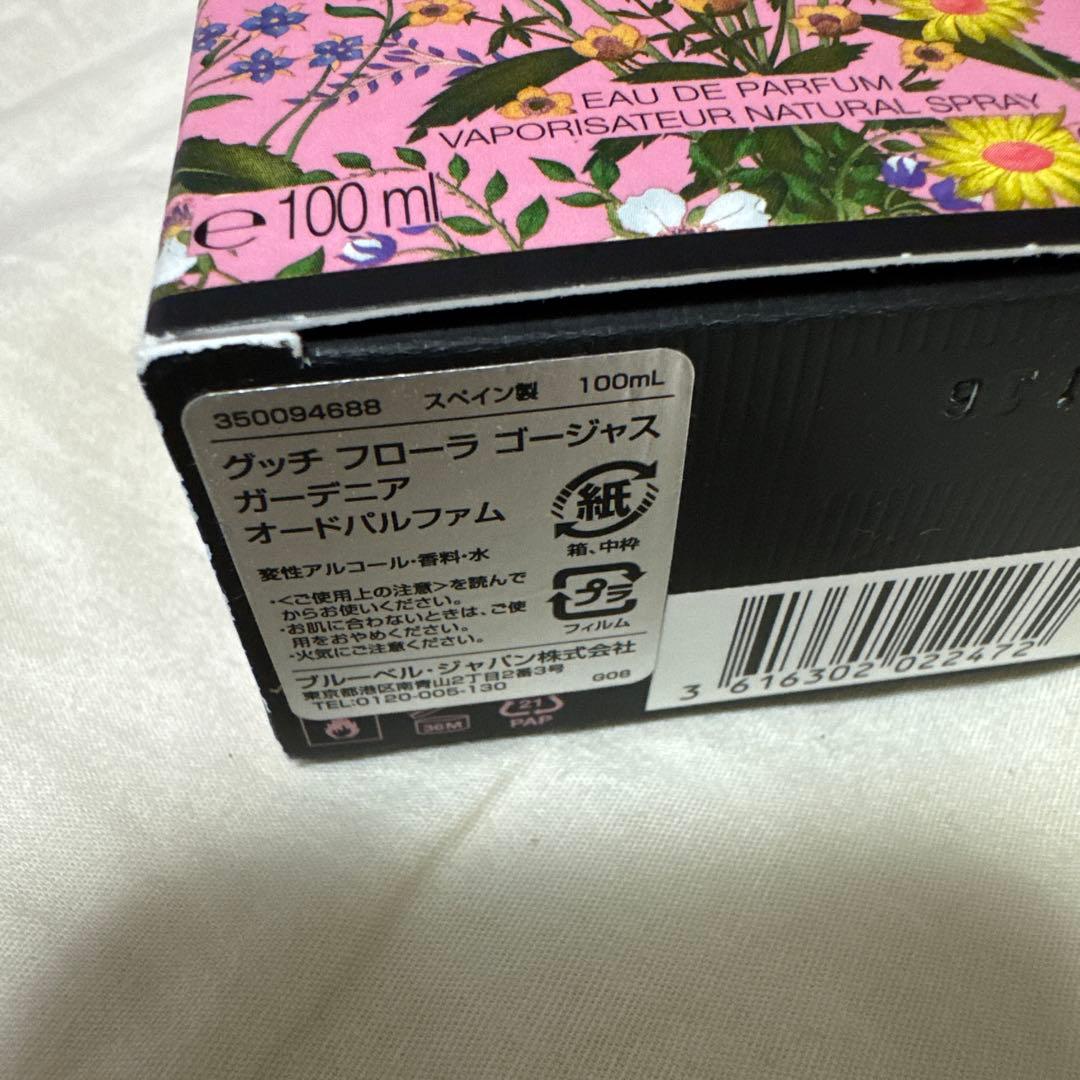 EAU DE PARFUM
VAPORISATEUR NATURAL SPRAY
℮100 ml
350094688 スペイン製 100mL
グッチ フローラ ゴージャス
ガーデニア
オードパルファム
紙
箱、中枠
変性アルコール・香料・水
・<ご使用上の注意>を読んで
からお使いください。
・お肌に合わないときは、ご使
用をおやめください。
・火気にご注意ください。
プラ
フィルム
ブルーベル・ジャパン株式会社
東京都港区南青山2丁目2番3号 G08
TEL:0120-005-130
36M
21
PAP
3 616302 022472